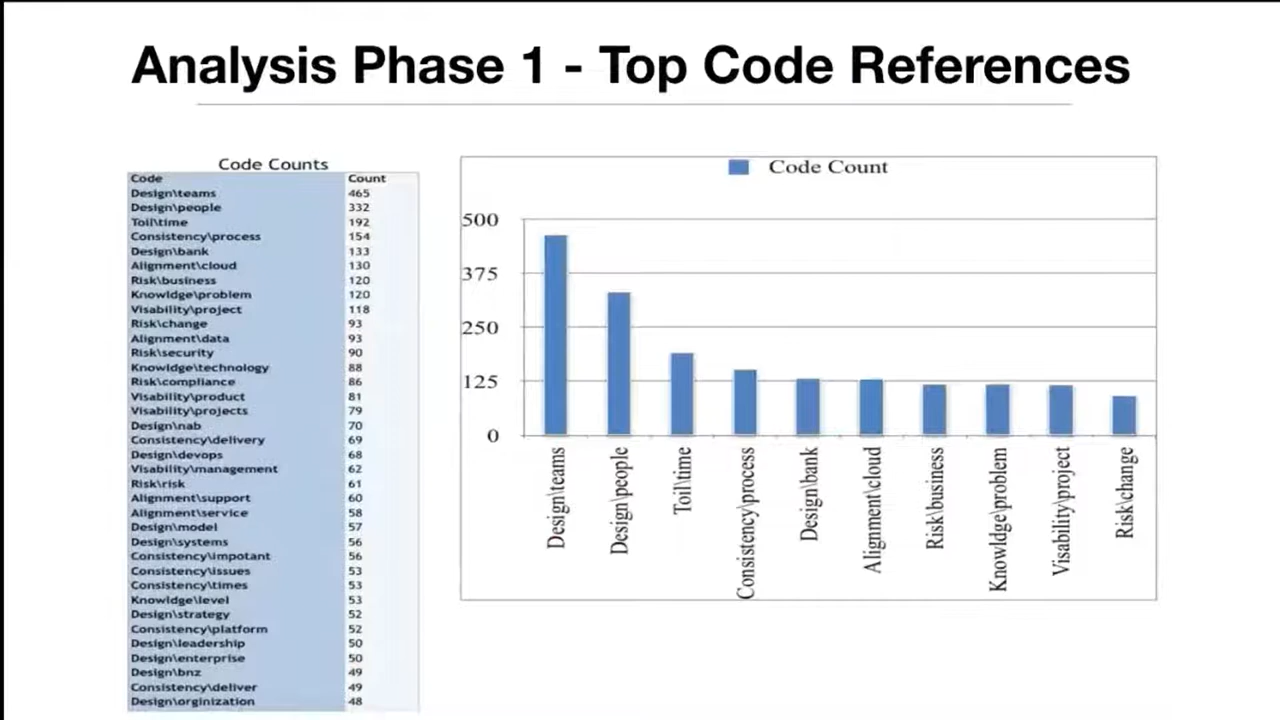 Analysis Phase 1 - Top Code References
Code Counts
Code Count
Design\teams 465
Design\people 332
Toil\time 192
Consistency\process 154
Design\bank 133
Alignment\cloud 130
Risk\business 120
Knowldge\problem 120
Visability\project 118
Risk\change 93
Alignment\data 93
Risk\security 90
Knowldge\technology 88
Risk\compliance 86
Visability\product 81
Visability\projects 79
Design\nab 70
Consistency\delivery 69
Design\devops 68
Visability\management 62
Risk\risk 61
Alignment\support 60
Alignment\service 58
Design\model 57
Design\systems 56
Consistency\impotant 56
Consistency\issues 53
Consistency\times 53
Knowldge\level 53
Design\strategy 52
Consistency\platform 52
Design\leadership 50
Design\enterprise 50
Design\bnz 49
Consistency\deliver 49
Design\orginization 48
Code Count
500
375
250
125
0
Design\teams
Design\people
Toil\time
Consistency\process
Design\bank
Alignment\cloud
Risk\business
Knowldge\problem
Visability\project
Risk\change